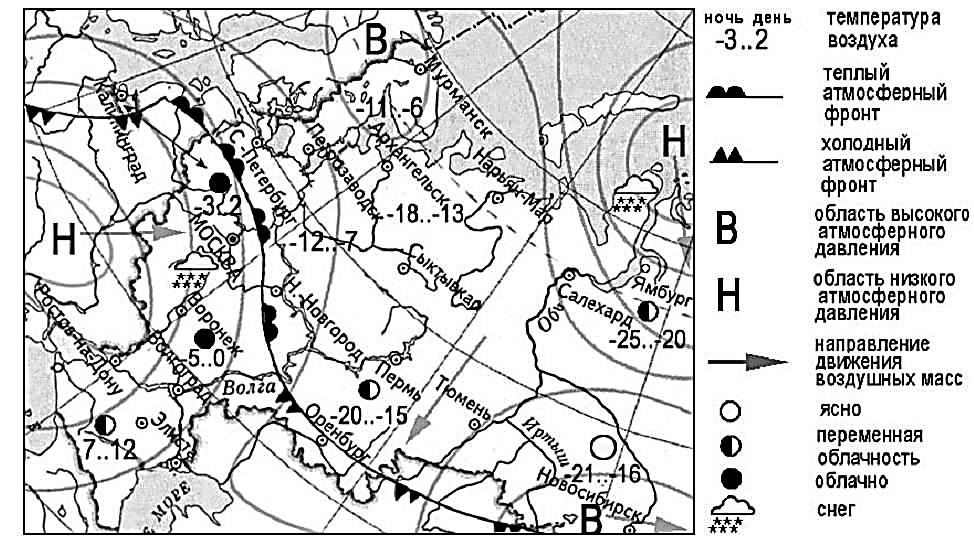 В
Н
Н
В
Калининград
С.-Петербург
Мурманск
-11..-6
Петрозаводск
Архангельск
Нарьян-Мар
-3..2
МОСКВА
-18..-13
-12..-7
Сыктывкар
Салехард
Ямбург
Обь
-25..-20
Воронеж
Н.-Новгород
5..0
Ростов-на-Дону
Волгоград
Волга
Пермь
-20..-15
Тюмень
Оренбург
Элиста
7..12
Иртыш
-21..-16
Новосибирск
МОРЕ
ночь день
-3..2
температура
воздуха
теплый
атмосферный
фронт
холодный
атмосферный
фронт
В
область высокого
атмосферного
давления
Н
область низкого
атмосферного
давления
направление
движения
воздушных масс
ясно
переменная
облачность
облачно
снег